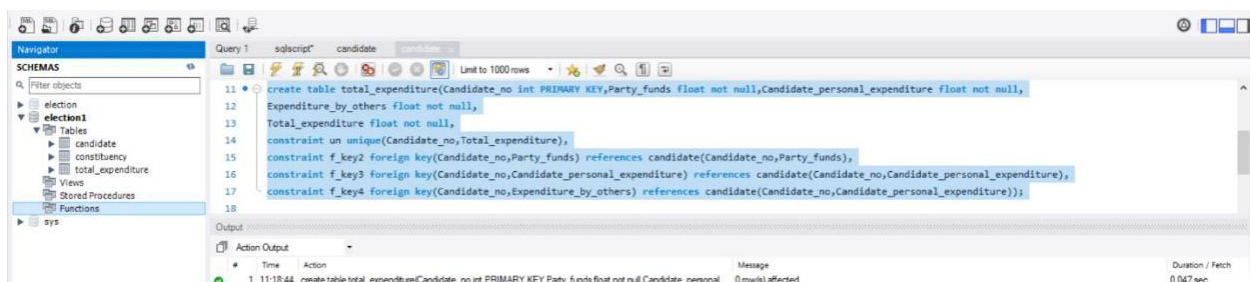 Navigator
Query 1 sqlscript* candidate candidate
SCHEMAS
Limit to 1000 rows
Filter objects
election
election1
Tables
candidate
constituency
total_expenditure
Views
Stored Procedures
Functions
sys
11 create table total_expenditure(Candidate_no int PRIMARY KEY,Party_funds float not null,Candidate_personal_expenditure float not null,
12 Expenditure_by_others float not null,
13 Total_expenditure float not null,
14 constraint un unique(Candidate_no,Total_expenditure),
15 constraint f_key2 foreign key(Candidate_no,Party_funds) references candidate(Candidate_no,Party_funds),
16 constraint f_key3 foreign key(Candidate_no,Candidate_personal_expenditure) references candidate(Candidate_no,Candidate_personal_expenditure),
17 constraint f_key4 foreign key(Candidate_no,Expenditure_by_others) references candidate(Candidate_no,Candidate_personal_expenditure));
18
Output
Action Output
# Time Action Message Duration / Fetch
1 11:18:44 create table total_expenditure(Candidate_no int PRIMARY KEY,Party_funds float not null,Candidate_personal_ 0 row(s) affected 0.047 sec